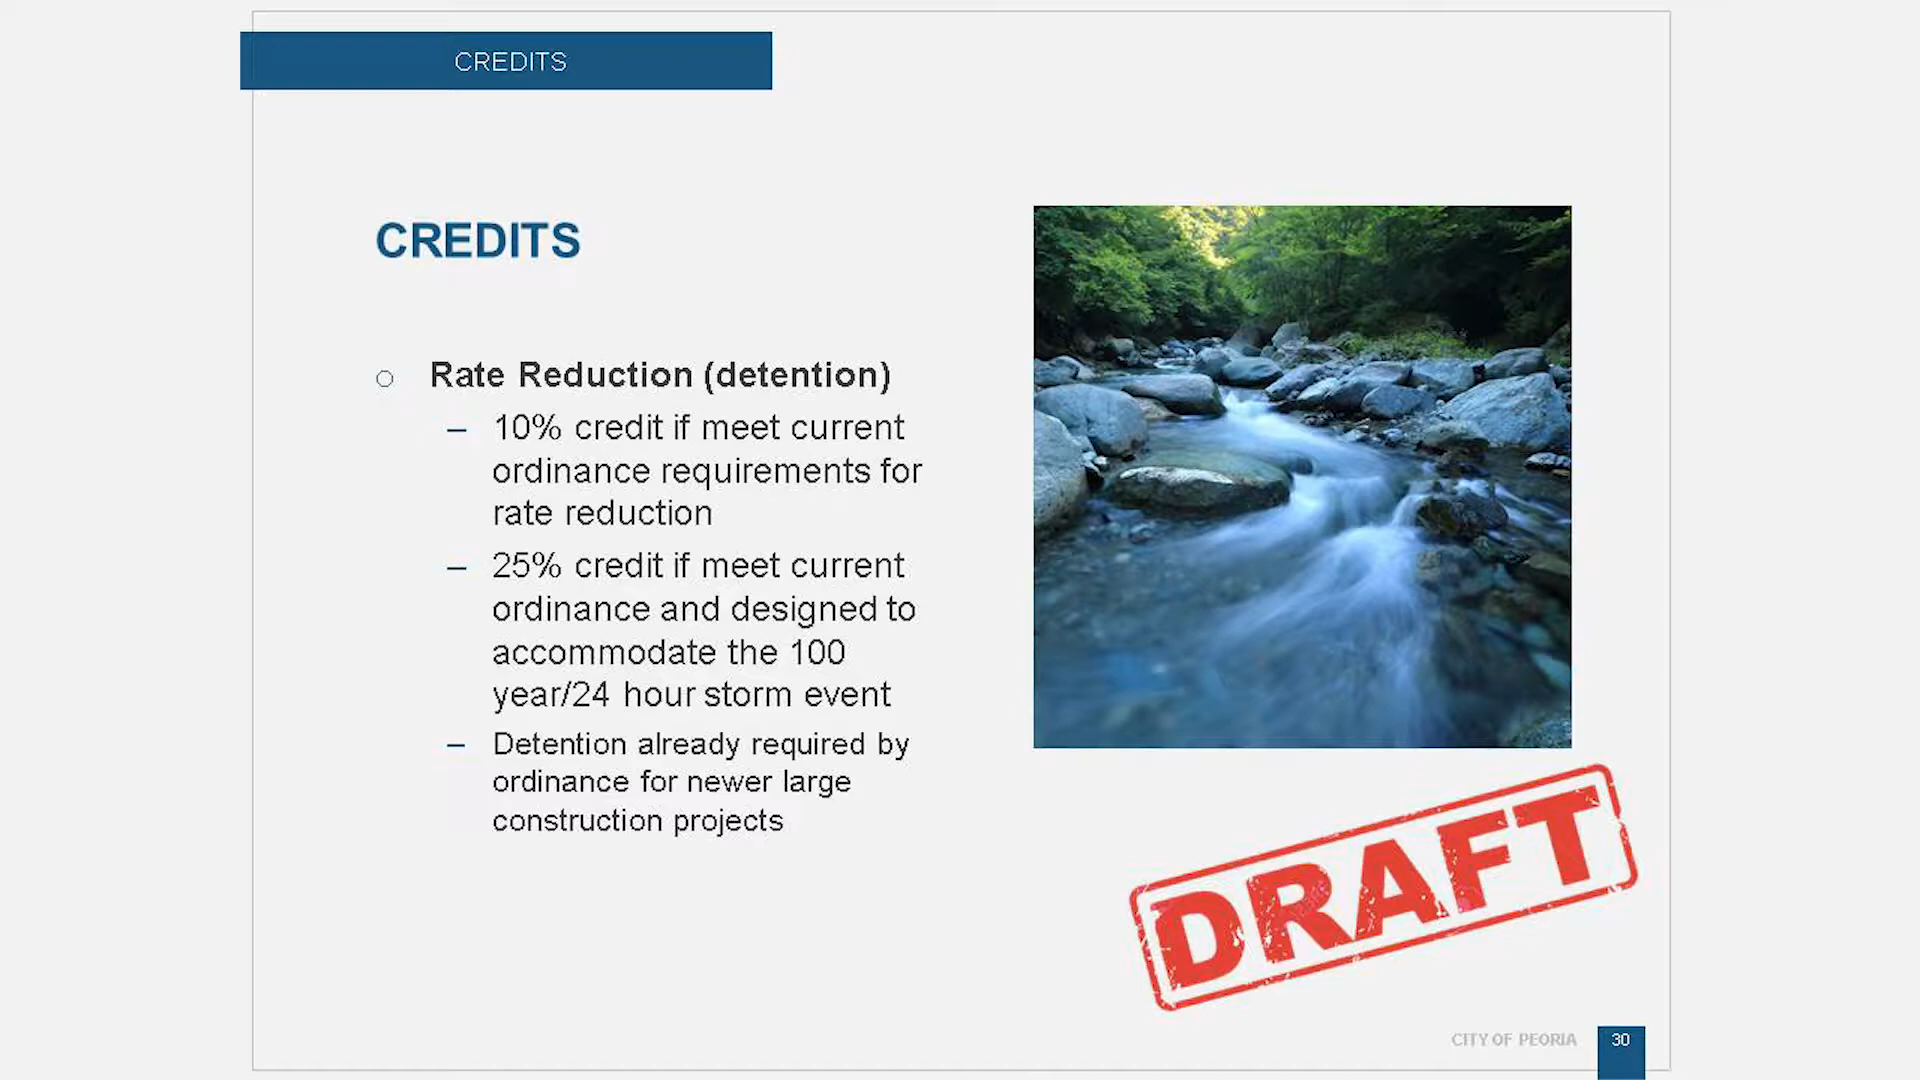 CREDITS
CREDITS
○ Rate Reduction (detention)
– 10% credit if meet current
ordinance requirements for
rate reduction
– 25% credit if meet current
ordinance and designed to
accommodate the 100
year/24 hour storm event
– Detention already required by
ordinance for newer large
construction projects
DRAFT
CITY OF PEORIA 30